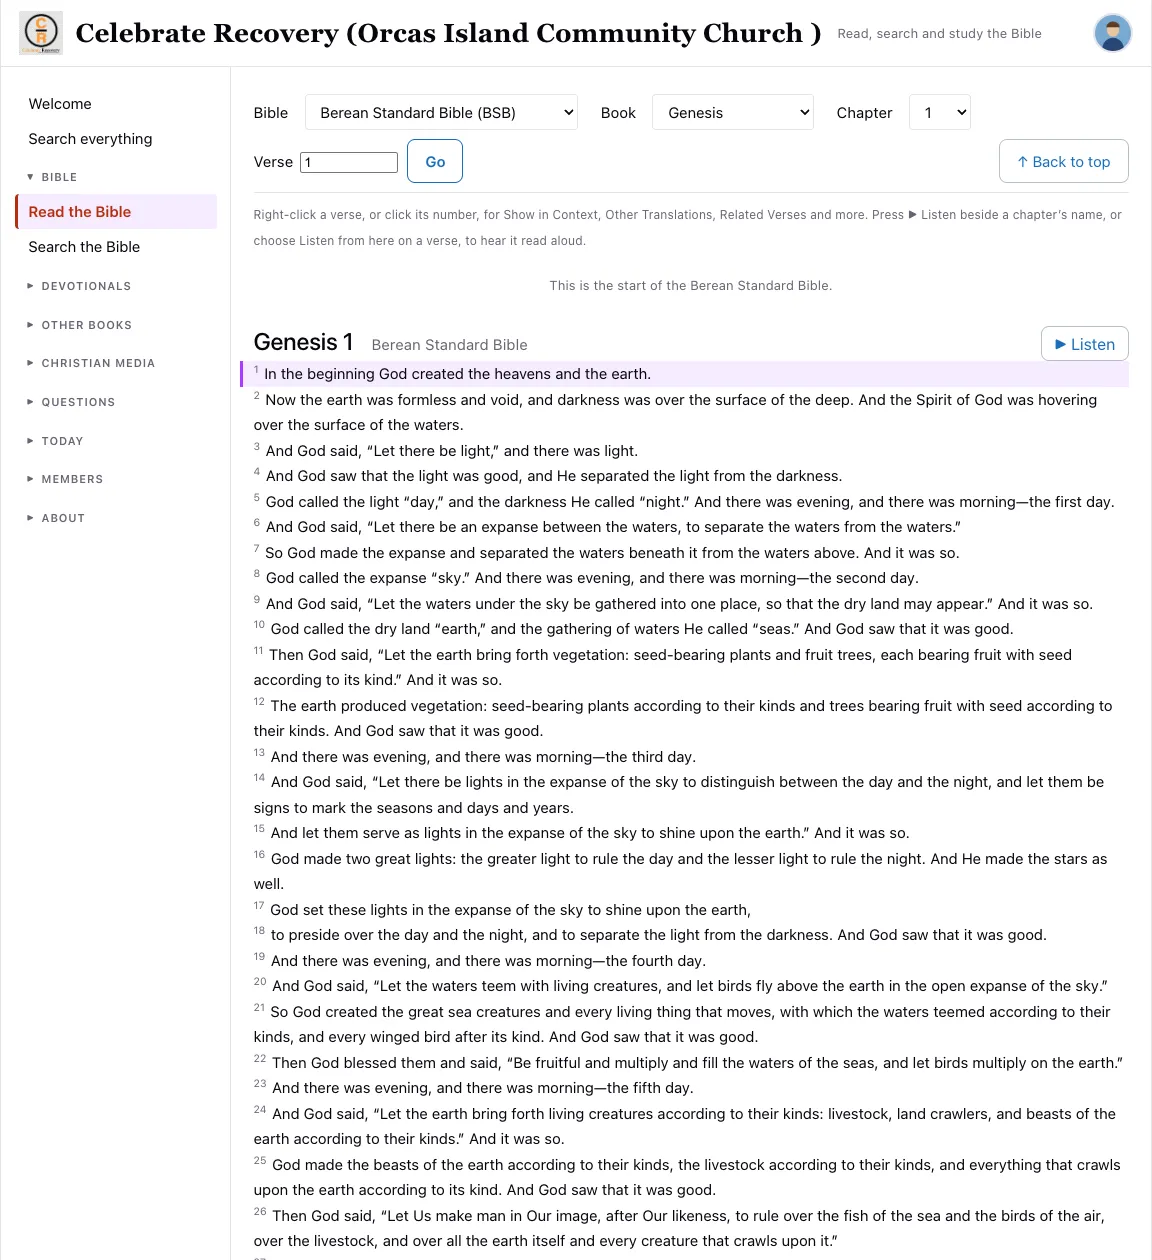 Celebrate Recovery (Orcas Island Community Church )
Read, search and study the Bible
Welcome
Search everything
▼ BIBLE
Read the Bible
Search the Bible
► DEVOTIONALS
► OTHER BOOKS
► CHRISTIAN MEDIA
► QUESTIONS
► TODAY
► MEMBERS
► ABOUT
Bible Berean Standard Bible (BSB) Book Genesis Chapter 1
Verse 1 Go ↑ Back to top
Right-click a verse, or click its number, for Show in Context, Other Translations, Related Verses and more. Press ► Listen beside a chapter's name, or
choose Listen from here on a verse, to hear it read aloud.
This is the start of the Berean Standard Bible.
Genesis 1 Berean Standard Bible ► Listen
1 In the beginning God created the heavens and the earth.
2 Now the earth was formless and void, and darkness was over the surface of the deep. And the Spirit of God was hovering
over the surface of the waters.
3 And God said, “Let there be light,” and there was light.
4 And God saw that the light was good, and He separated the light from the darkness.
5 God called the light “day,” and the darkness He called “night.” And there was evening, and there was morning—the first day.
6 And God said, “Let there be an expanse between the waters, to separate the waters from the waters.”
7 So God made the expanse and separated the waters beneath it from the waters above. And it was so.
8 God called the expanse “sky.” And there was evening, and there was morning—the second day.
9 And God said, “Let the waters under the sky be gathered into one place, so that the dry land may appear.” And it was so.
10 God called the dry land “earth,” and the gathering of waters He called “seas.” And God saw that it was good.
11 Then God said, “Let the earth bring forth vegetation: seed-bearing plants and fruit trees, each bearing fruit with seed
according to its kind.” And it was so.
12 The earth produced vegetation: seed-bearing plants according to their kinds and trees bearing fruit with seed according to
their kinds. And God saw that it was good.
13 And there was evening, and there was morning—the third day.
14 And God said, “Let there be lights in the expanse of the sky to distinguish between the day and the night, and let them be
signs to mark the seasons and days and years.
15 And let them serve as lights in the expanse of the sky to shine upon the earth.” And it was so.
16 God made two great lights: the greater light to rule the day and the lesser light to rule the night. And He made the stars as
well.
17 God set these lights in the expanse of the sky to shine upon the earth,
18 to preside over the day and the night, and to separate the light from the darkness. And God saw that it was good.
19 And there was evening, and there was morning—the fourth day.
20 And God said, “Let the waters teem with living creatures, and let birds fly above the earth in the open expanse of the sky.”
21 So God created the great sea creatures and every living thing that moves, with which the waters teemed according to their
kinds, and every winged bird after its kind. And God saw that it was good.
22 Then God blessed them and said, “Be fruitful and multiply and fill the waters of the seas, and let birds multiply on the earth.”
23 And there was evening, and there was morning—the fifth day.
24 And God said, “Let the earth bring forth living creatures according to their kinds: livestock, land crawlers, and beasts of the
earth according to their kinds.” And it was so.
25 God made the beasts of the earth according to their kinds, the livestock according to their kinds, and everything that crawls
upon the earth according to its kind. And God saw that it was good.
26 Then God said, “Let Us make man in Our image, after Our likeness, to rule over the fish of the sea and the birds of the air,
over the livestock, and over all the earth itself and every creature that crawls upon it.”